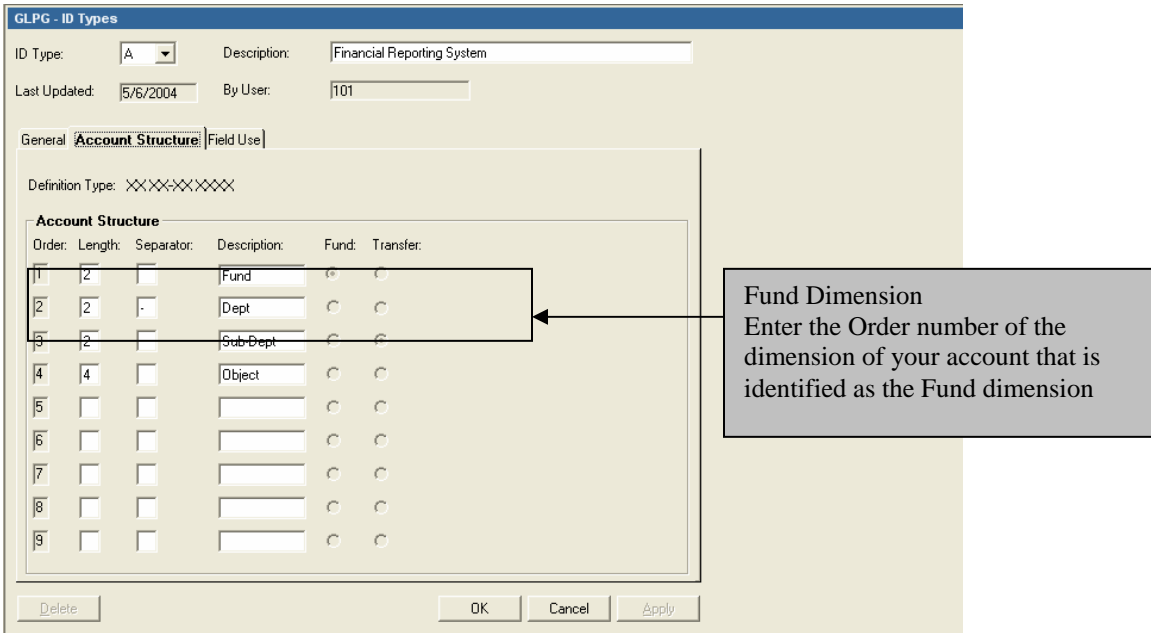 GLPG - ID Types
ID Type: A Description: Financial Reporting System
Last Updated: 5/6/2004 By User: 101
General Account Structure Field Use
Definition Type: XXXX-XXXXXX
Account Structure
Order: Length: Separator: Description: Fund: Transfer:
1 2 Fund
2 2 - Dept
3 2 Sub-Dept
4 4 Object
5
6
7
8
9
Delete OK Cancel Apply
Fund Dimension
Enter the Order number of the
dimension of your account that is
identified as the Fund dimension